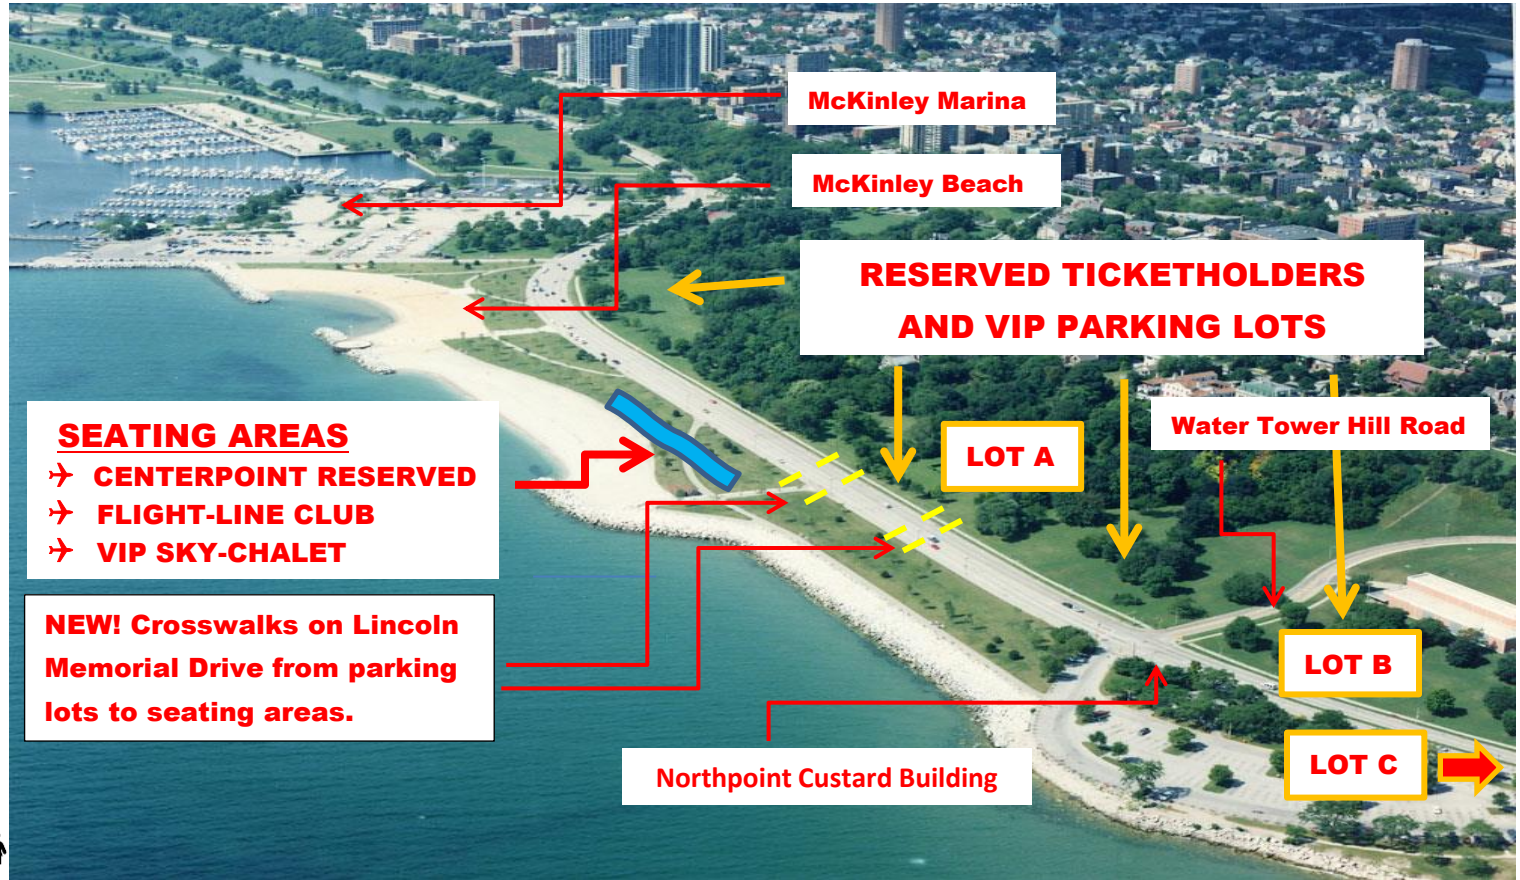 McKinley Marina
McKinley Beach
RESERVED TICKETHOLDERS
AND VIP PARKING LOTS
SEATING AREAS
CENTERPOINT RESERVED
FLIGHT-LINE CLUB
VIP SKY-CHALET
LOT A
Water Tower Hill Road
NEW! Crosswalks on Lincoln
Memorial Drive from parking
lots to seating areas.
LOT B
LOT C
Northpoint Custard Building